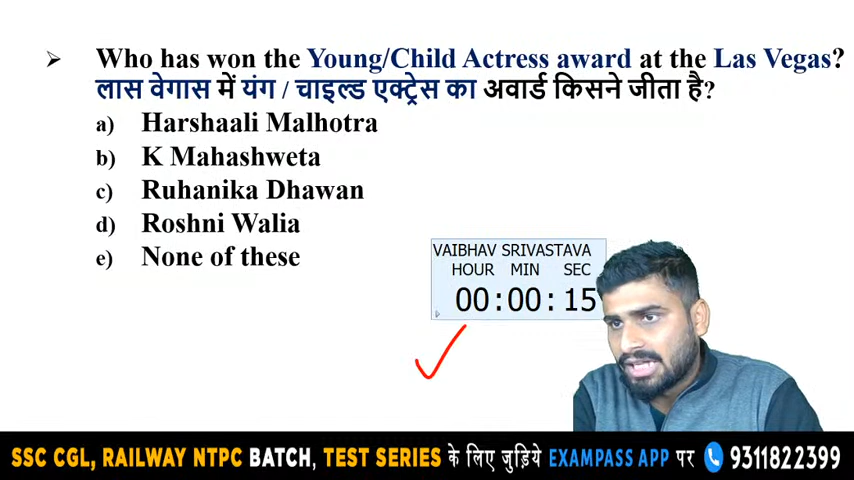 Who has won the Young/Child Actress award at the Las Vegas?
लास वेगास में यंग / चाइल्ड एक्ट्रेस का अवार्ड किसने जीता है?
a) Harshaali Malhotra
b) K Mahashweta
c) Ruhanika Dhawan
d) Roshni Walia
e) None of these
VAIBHAV SRIVASTAVA
HOUR MIN SEC
00:00:15
SSC CGL, RAILWAY NTPC BATCH, TEST SERIES के लिए जुड़िये EXAMPASS APP पर 9311822399